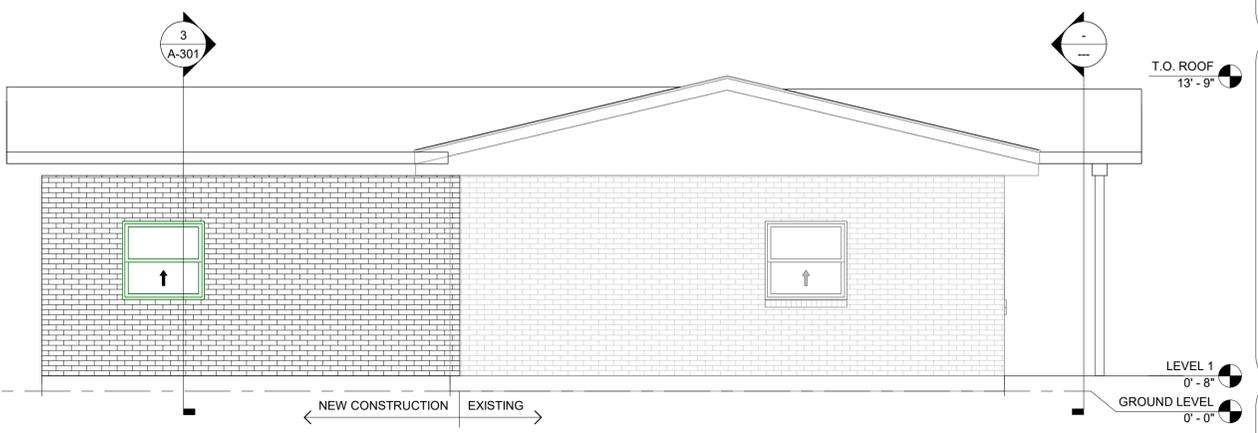 3
A-301
-
---
T.O. ROOF
13' - 9"
LEVEL 1
0' - 8"
GROUND LEVEL
0' - 0"
NEW CONSTRUCTION
EXISTING